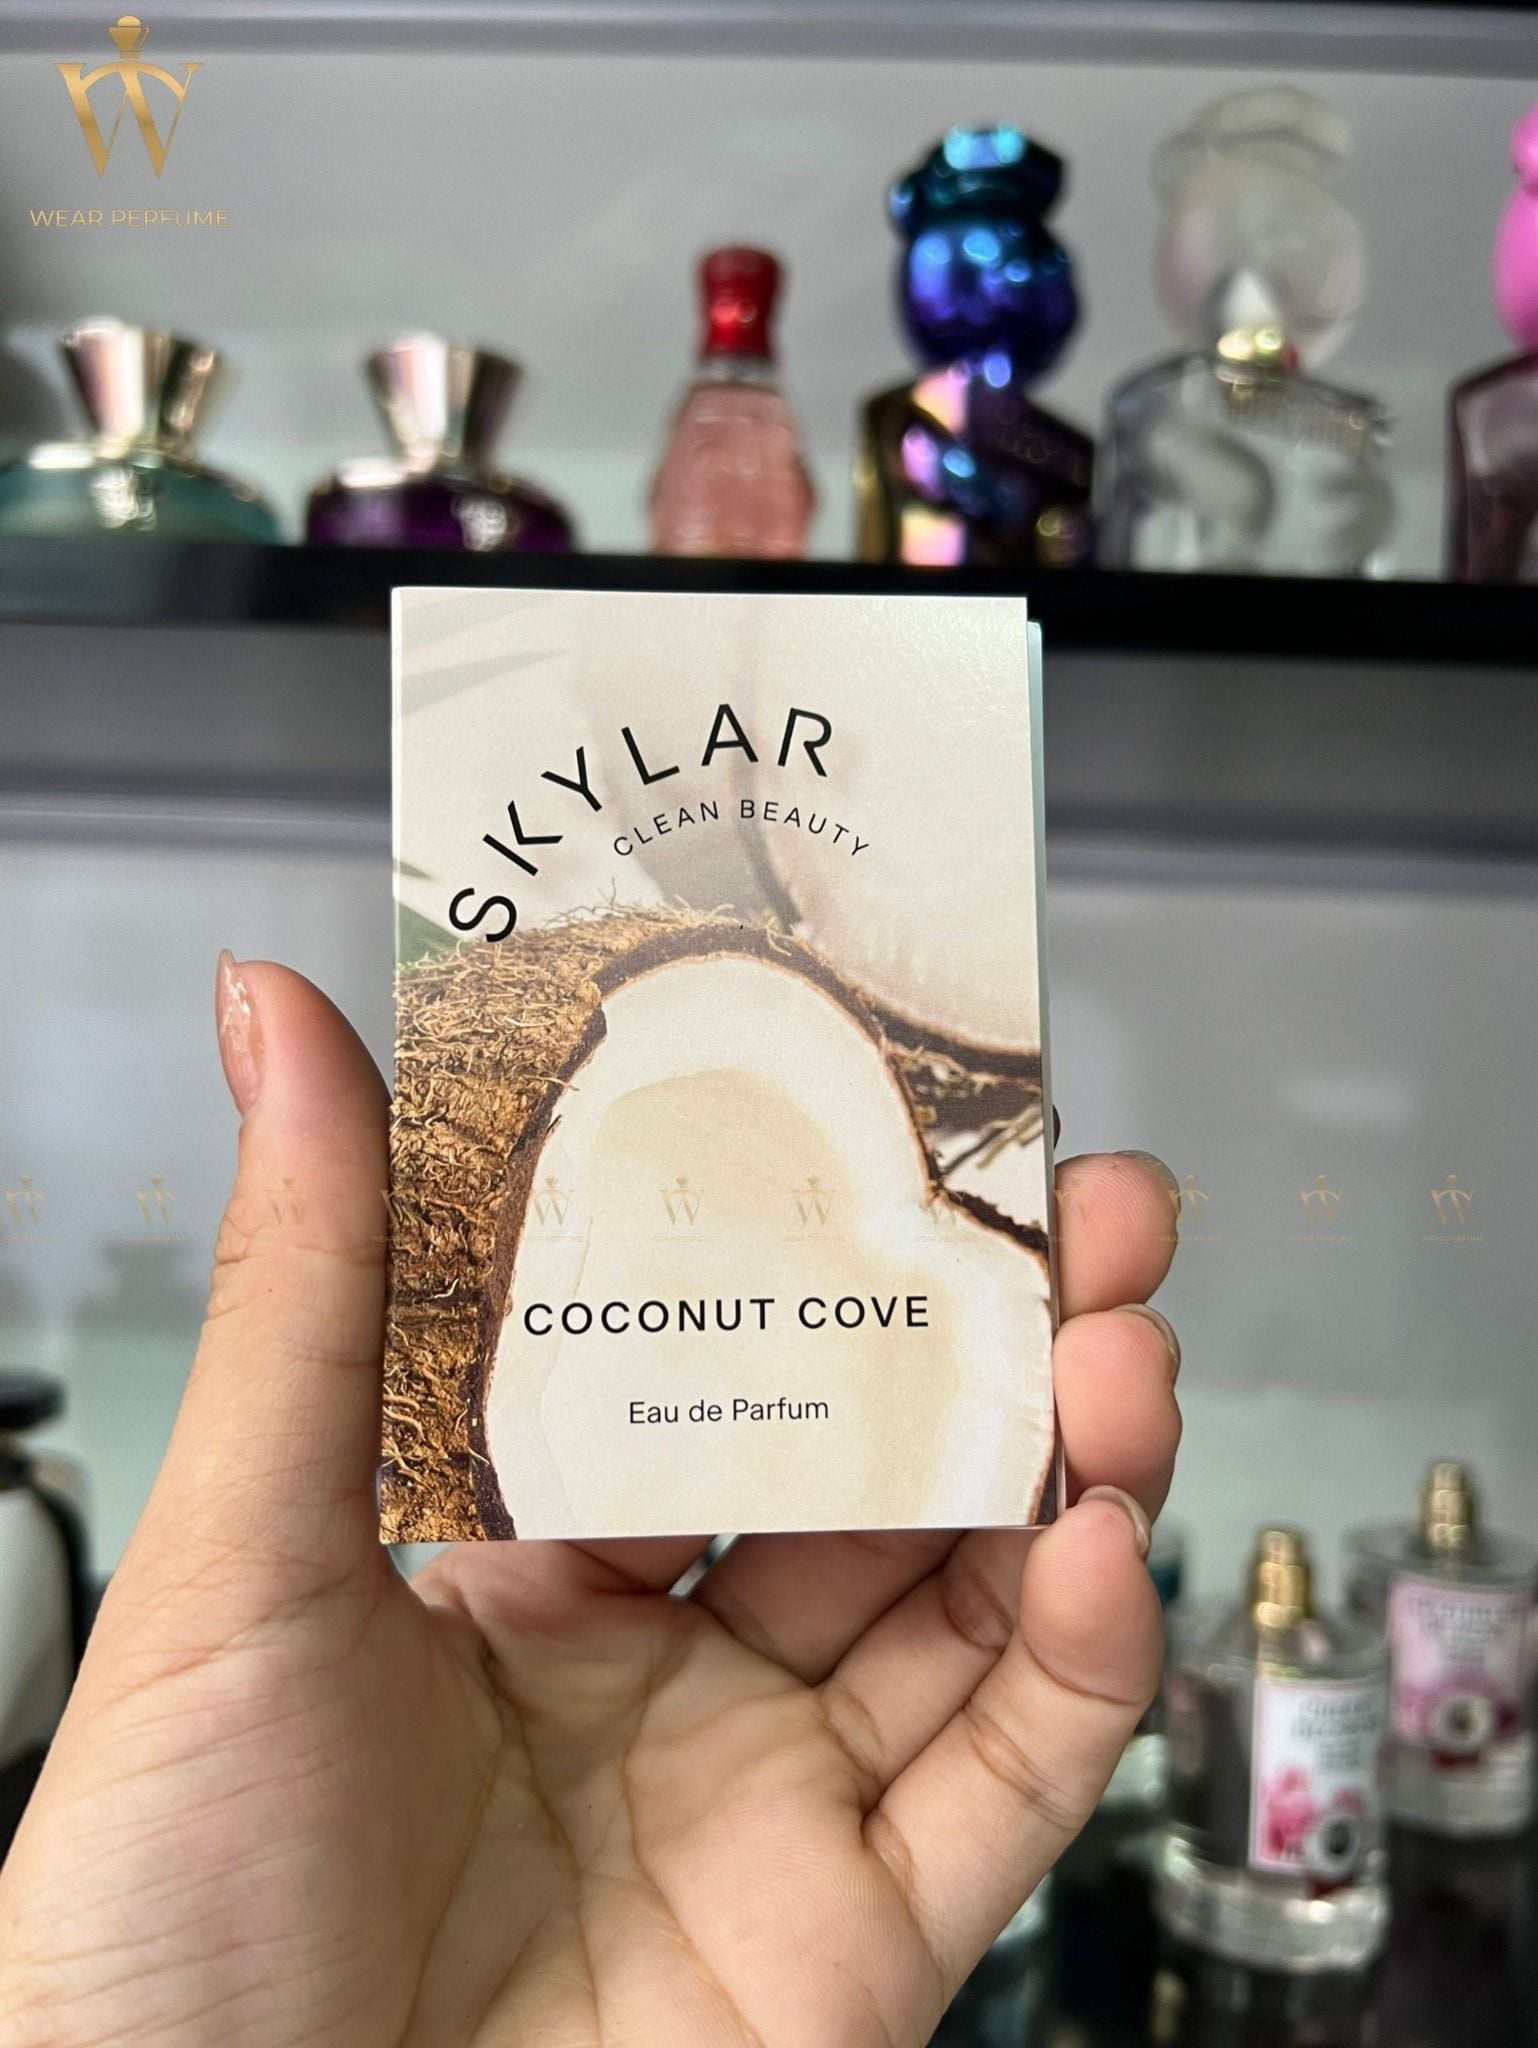 WEAR PERFUME
SKYLAR
CLEAN BEAUTY
COCONUT COVE
Eau de Parfum